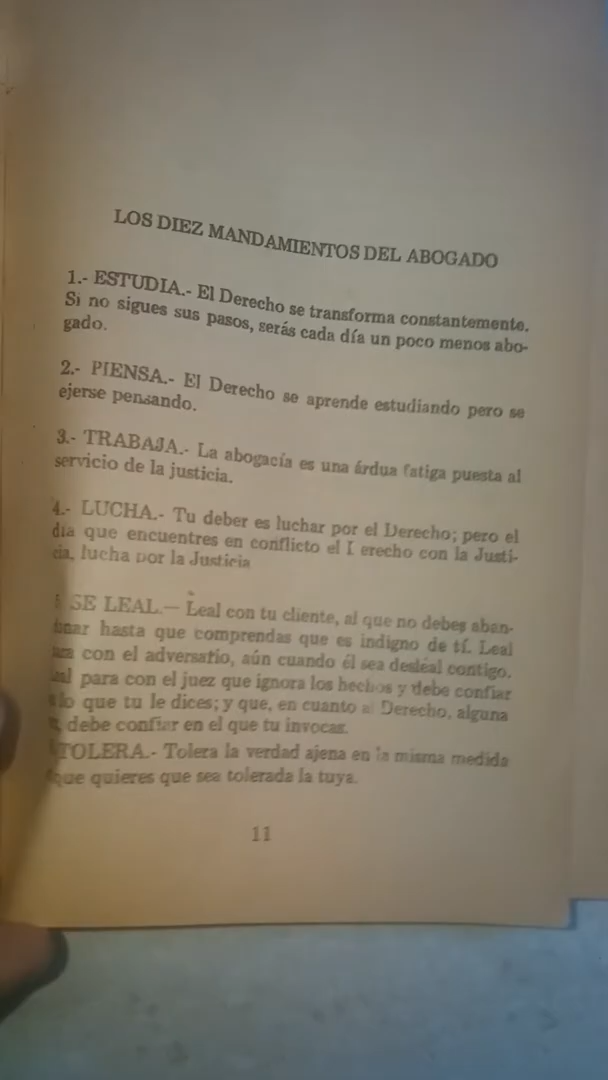 LOS DIEZ MANDAMIENTOS DEL ABOGADO
1.- ESTUDIA.- El Derecho se transforma constantemente.
Si no sigues sus pasos, serás cada día un poco menos abo-
gado.
2.- PIENSA.- El Derecho se aprende estudiando pero se
ejerse pensando.
3.- TRABAJA.- La abogacía es una árdua fatiga puesta al
servicio de la justicia.
4.- LUCHA.- Tu deber es luchar por el Derecho; pero el
día que encuentres en conflicto el erecho con la Justi-
cia, lucha por la Justicia
SE LEAL.— Leal con tu cliente, al que no debes aban-
hasta que comprendas que es indigno de tí. Leal
con el adversario, aún cuando él sea desleal contigo.
para con el juez que ignora los hechos y debe confiar
lo que tu le dices; y que, en cuanto al Derecho, alguna
debe confiar en el que tu invocas.
TOLERA.- Tolera la verdad ajena en la misma medida
que quieres que sea tolerada la tuya.
11